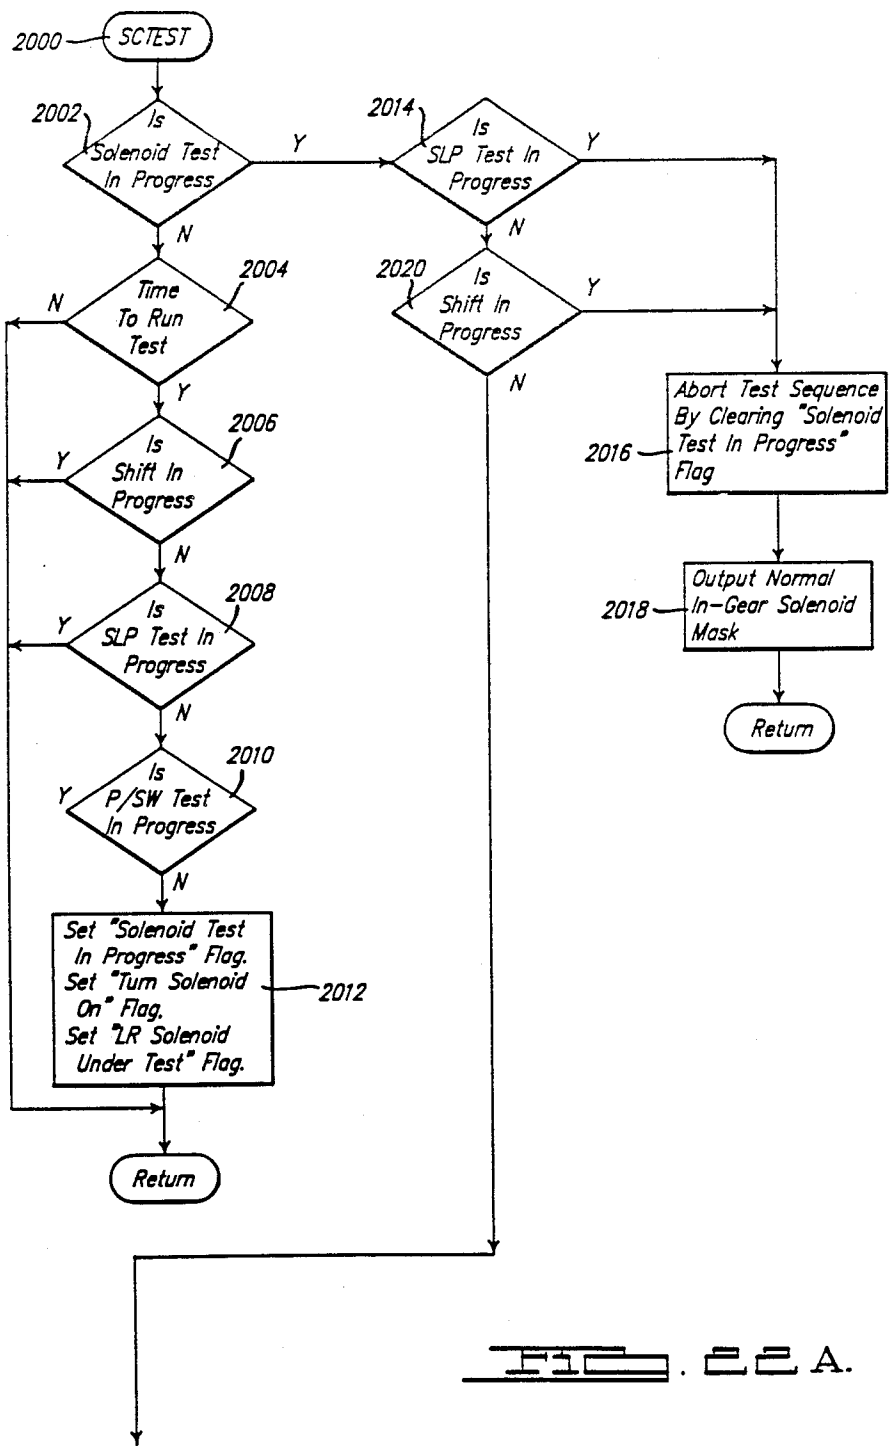 2000
SCTEST
2002
Is
Solenoid Test
In Progress
Y
N
2014
Is
SLP Test In
Progress
Y
N
2004
Time
To Run
Test
N
Y
2020
Is
Shift In
Progress
Y
N
2006
Is
Shift In
Progress
Y
N
Abort Test Sequence
By Clearing "Solenoid
Test In Progress"
Flag
2016
2008
Is
SLP Test In
Progress
Y
N
Output Normal
In-Gear Solenoid
Mask
2018
Return
2010
Is
P/SW Test
In Progress
Y
N
Set "Solenoid Test
In Progress" Flag.
Set "Turn Solenoid
On" Flag.
Set "LR Solenoid
Under Test" Flag.
2012
Return
FIG. 22 A.